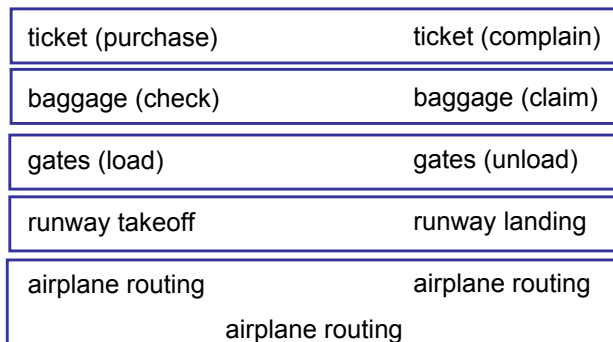 ticket (purchase) ticket (complain)
baggage (check) baggage (claim)
gates (load) gates (unload)
runway takeoff runway landing
airplane routing airplane routing
airplane routing